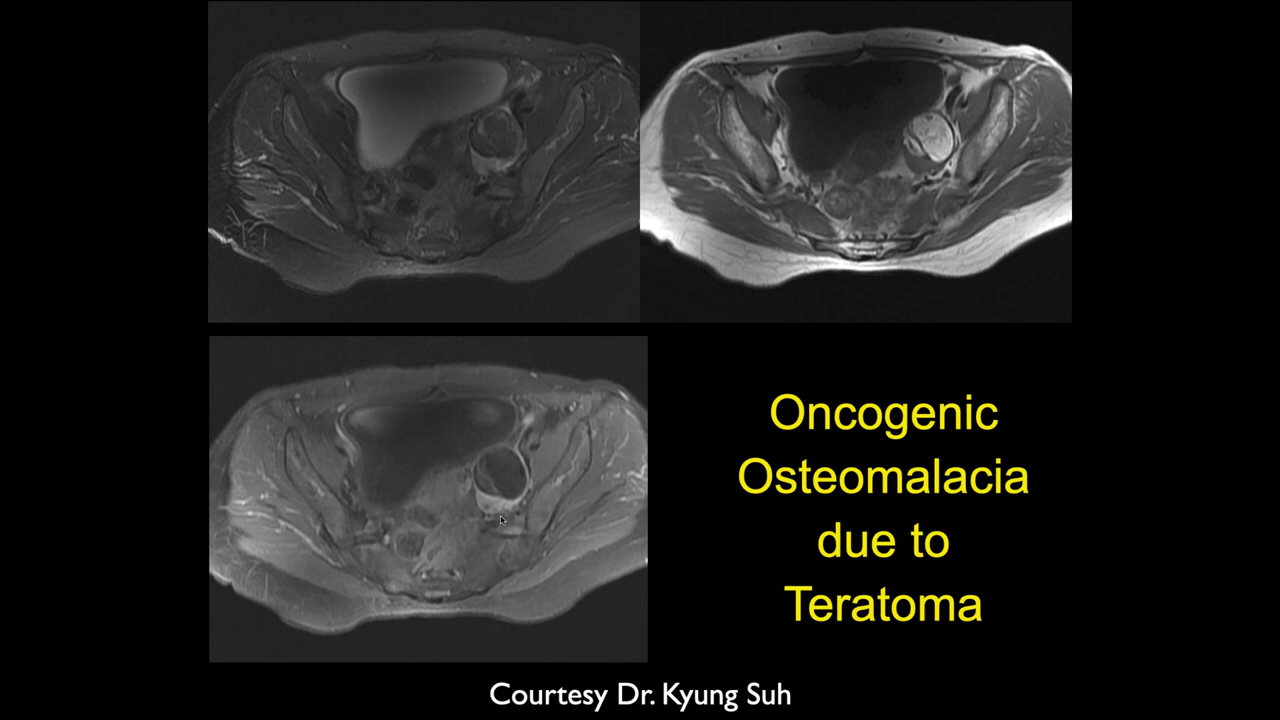 Oncogenic
Osteomalacia
due to
Teratoma
Courtesy Dr. Kyung Suh